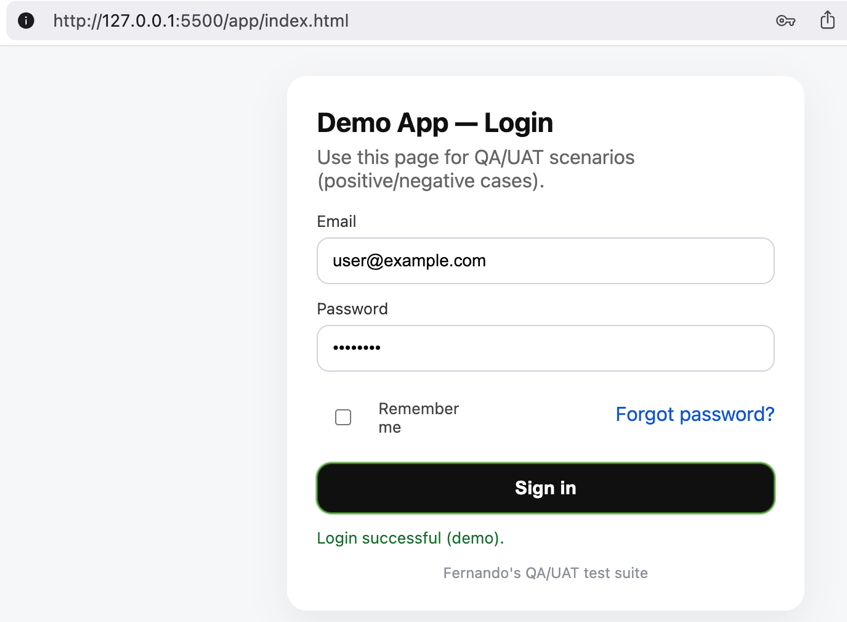 http://127.0.0.1:5500/app/index.html
Demo App — Login
Use this page for QA/UAT scenarios
(positive/negative cases).
Email
user@example.com
Password
••••••••
Remember
me
Forgot password?
Sign in
Login successful (demo).
Fernando's QA/UAT test suite